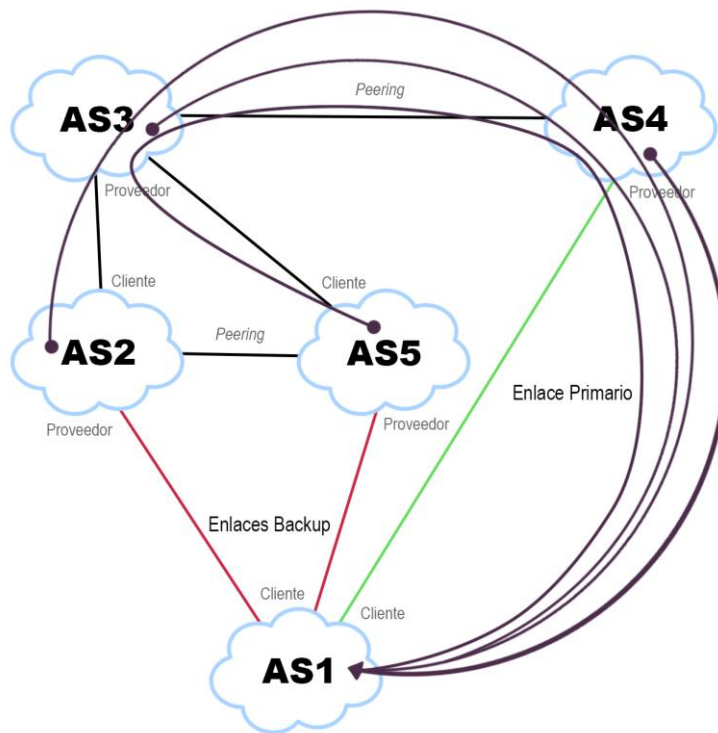 Peering
AS3
AS4
Proveedor
Proveedor
Cliente
Cliente
AS2
Peering
AS5
Enlace Primario
Proveedor
Proveedor
Enlaces Backup
Cliente
Cliente
AS1